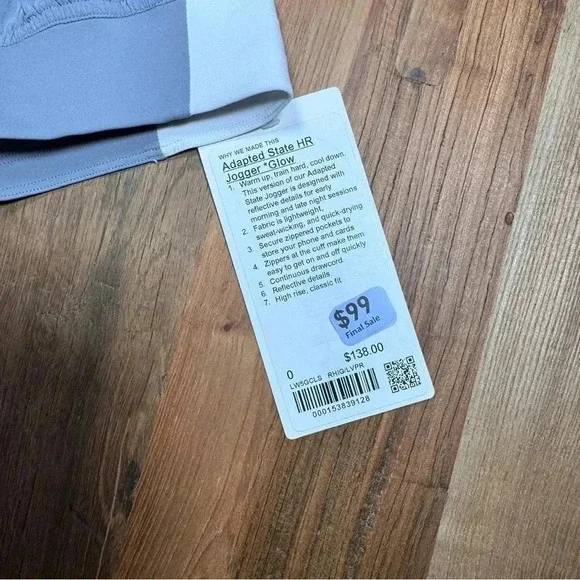 WHY WE MADE THIS
Adapted State HR
Jogger *Glow
1. Warm up, train hard, cool down.
This version of our Adapted
State Jogger is designed with
reflective details for early
morning and late night sessions
2. Fabric is lightweight,
sweat-wicking, and quick-drying
3. Secure zippered pockets to
store your phone and cards
4. Zippers at the cuff make them
easy to get on and off quickly
5. Continuous drawcord
6. Reflective details
7. High rise, classic fit
$99
Final Sale
0 $138.00
LW5GCLS RHIG/LVPR
000153839128